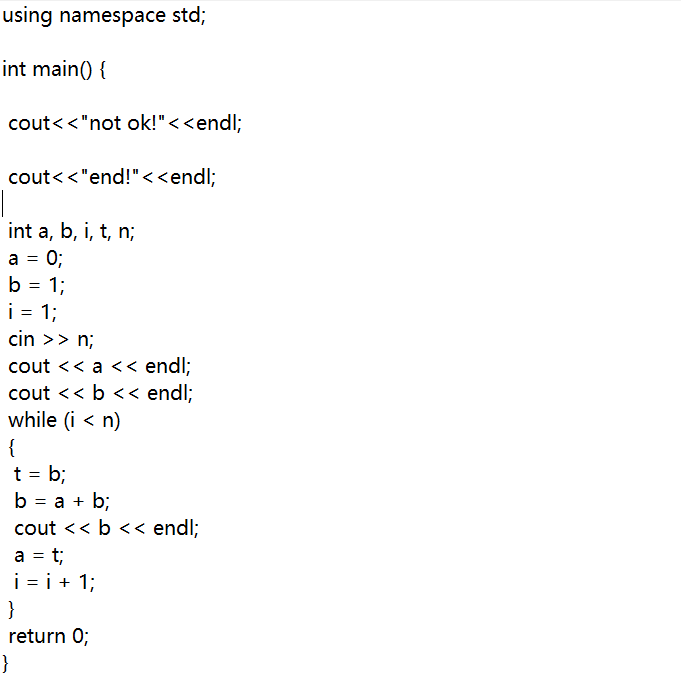 using namespace std;
int main() {
cout<<"not ok!"<<endl;
cout<<"end!"<<endl;
int a, b, i, t, n;
a = 0;
b = 1;
i = 1;
cin >> n;
cout << a << endl;
cout << b << endl;
while (i < n)
{
t = b;
b = a + b;
cout << b << endl;
a = t;
i = i + 1;
}
return 0;
}